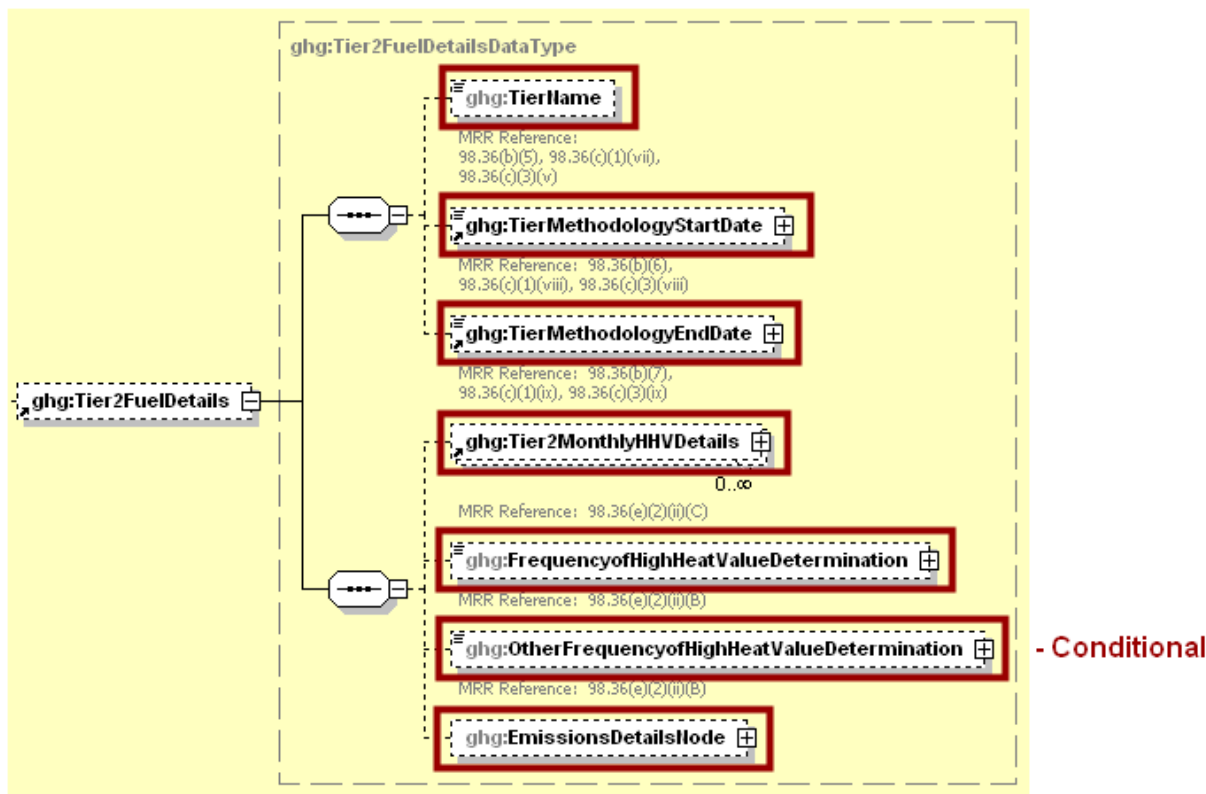 ghg:Tier2FuelDetailsDataType
ghg:TierName
MRR Reference:
98.36(b)(5), 98.36(c)(1)(vii),
98.36(c)(3)(v)
ghg:TierMethodologyStartDate
MRR Reference: 98.36(b)(6),
98.36(c)(1)(viii), 98.36(c)(3)(viii)
ghg:TierMethodologyEndDate
MRR Reference: 98.36(b)(7),
98.36(c)(1)(ix), 98.36(c)(3)(ix)
ghg:Tier2FuelDetails
ghg:Tier2MonthlyHHVDetails
0..∞
MRR Reference: 98.36(e)(2)(ii)(C)
ghg:FrequencyofHighHeatValueDetermination
MRR Reference: 98.36(e)(2)(ii)(B)
ghg:OtherFrequencyofHighHeatValueDetermination
- Conditional
MRR Reference: 98.36(e)(2)(ii)(B)
ghg:EmissionsDetailsNode